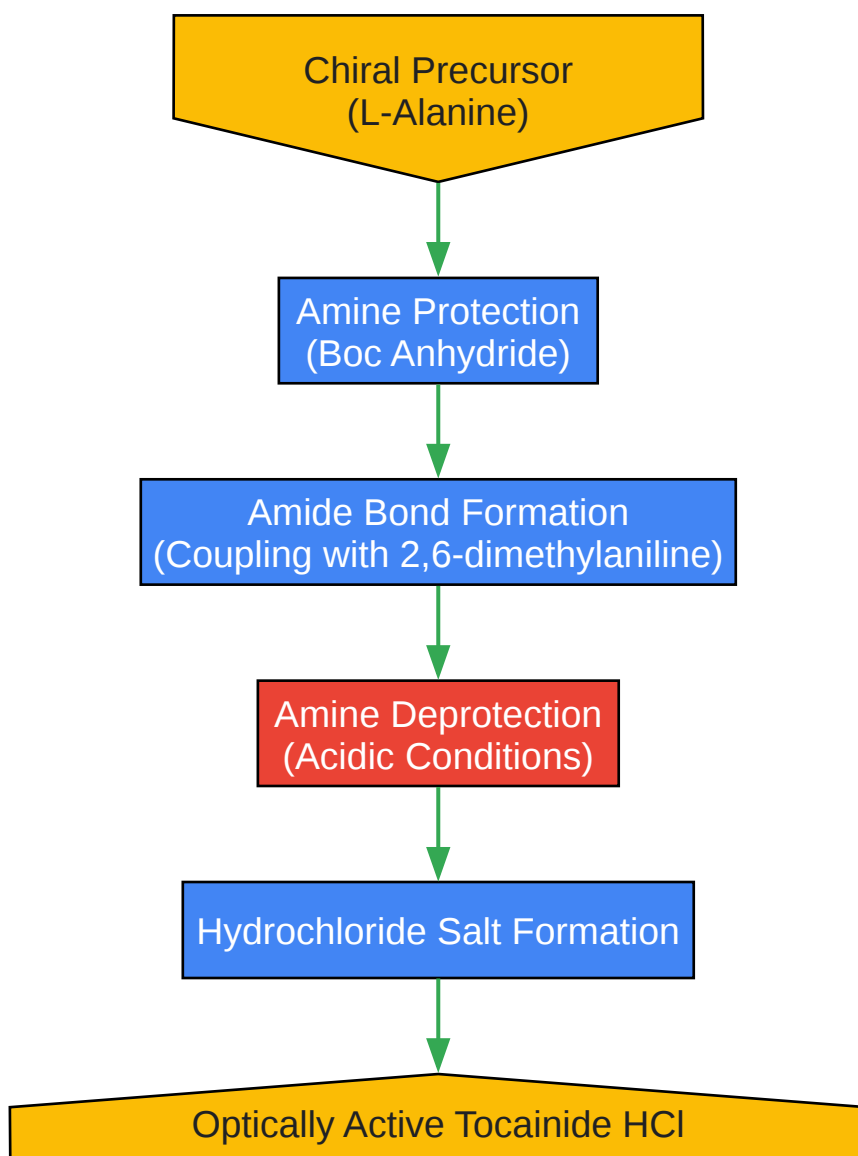 Chiral Precursor
(L-Alanine)
Amine Protection
(Boc Anhydride)
Amide Bond Formation
(Coupling with 2,6-dimethylaniline)
Amine Deprotection
(Acidic Conditions)
Hydrochloride Salt Formation
Optically Active Tocainide HCl